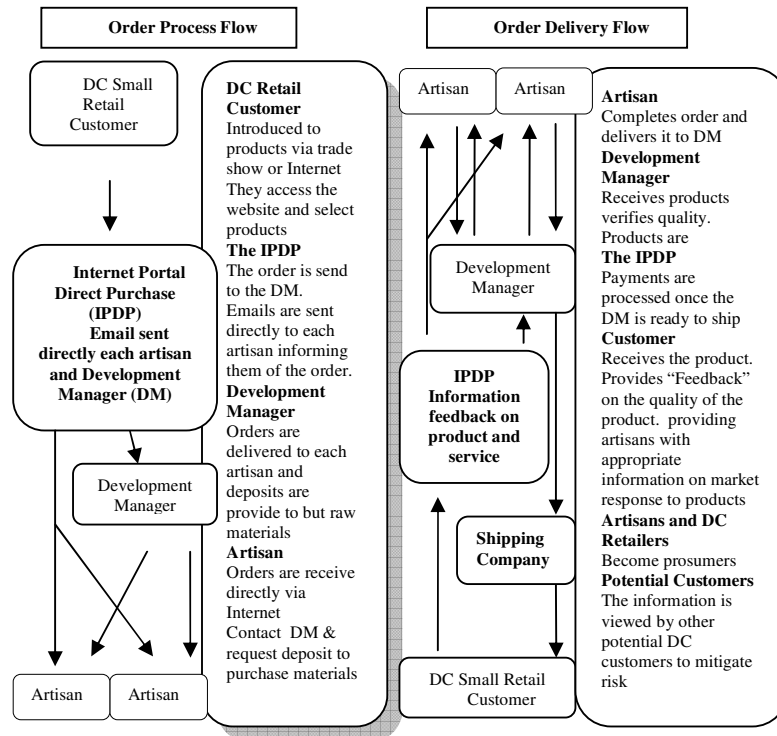 Order Process Flow
DC Small
Retail
Customer
Internet Portal
Direct Purchase
(IPDP)
Email sent
directly each artisan
and Development
Manager (DM)
Development
Manager
Artisan
Artisan
DC Retail
Customer
Introduced to
products via trade
show or Internet
They access the
website and select
products
The IPDP
The order is send
to the DM.
Emails are sent
directly to each
artisan informing
them of the order.
Development
Manager
Orders are
delivered to each
artisan and
deposits are
provide to but raw
materials
Artisan
Orders are receive
directly via
Internet
Contact DM &
request deposit to
purchase materials
Order Delivery Flow
Artisan
Artisan
Development
Manager
IPDP
Information
feedback on
product and
service
Shipping
Company
DC Small Retail
Customer
Artisan
Completes order and
delivers it to DM
Development
Manager
Receives products
verifies quality.
Products are
The IPDP
Payments are
processed once the
DM is ready to ship
Customer
Receives the product.
Provides “Feedback”
on the quality of the
product. providing
artisans with
appropriate
information on market
response to products
Artisans and DC
Retailers
Become prosumers
Potential Customers
The information is
viewed by other
potential DC
customers to mitigate
risk